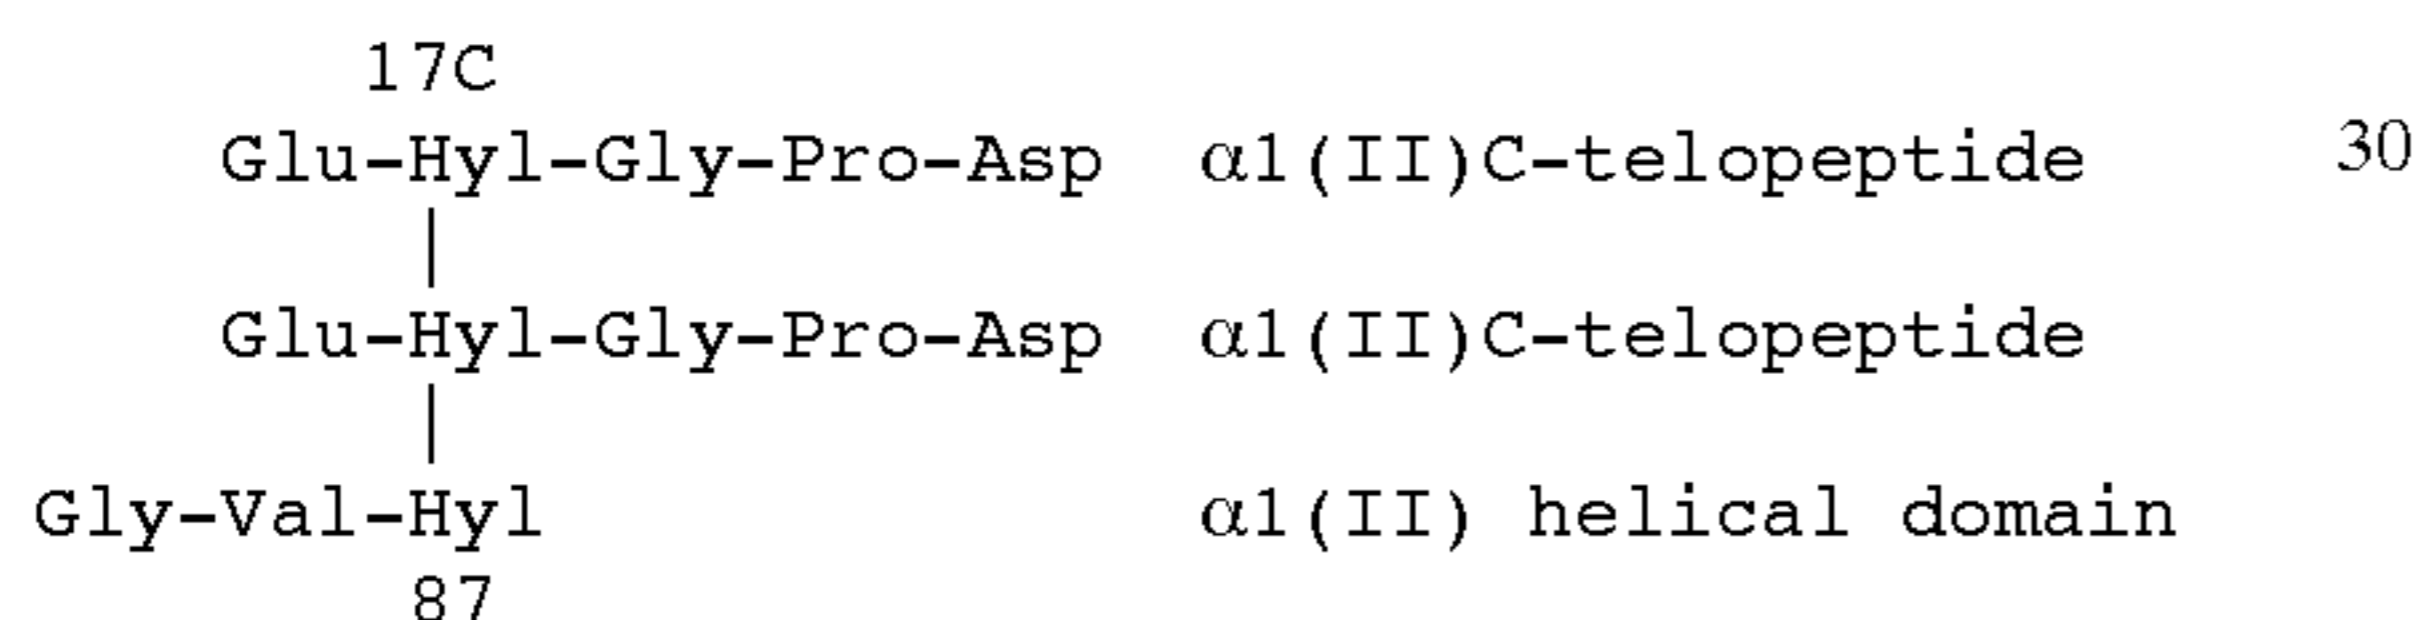 17C
Glu-Hyl-Gly-Pro-Asp α1(II)C-telopeptide 30
|
Glu-Hyl-Gly-Pro-Asp α1(II)C-telopeptide
|
Gly-Val-Hyl α1(II) helical domain
87